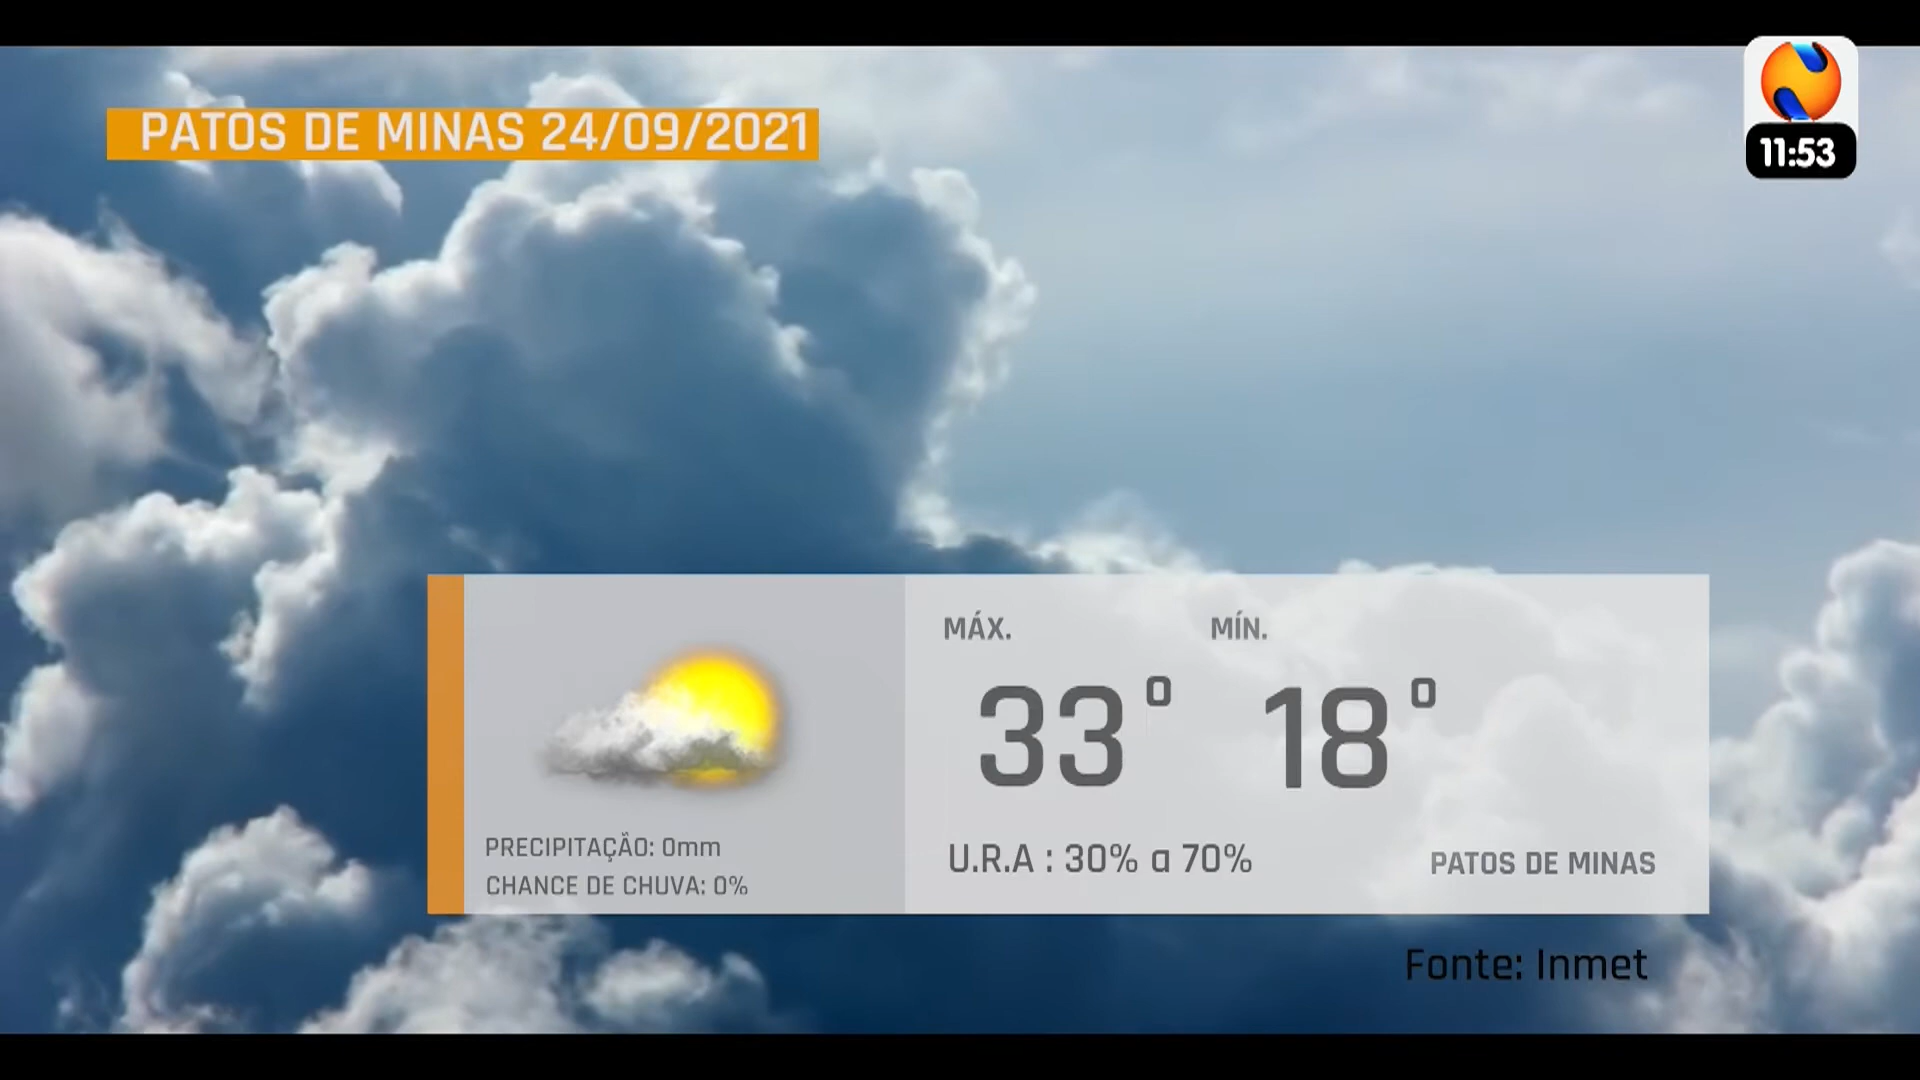 PATOS DE MINAS 24/09/2021
11:53
MÁX. MÍN.
33° 18°
PRECIPITAÇÃO: 0mm
CHANCE DE CHUVA: 0%
U.R.A : 30% a 70%
PATOS DE MINAS
Fonte: Inmet